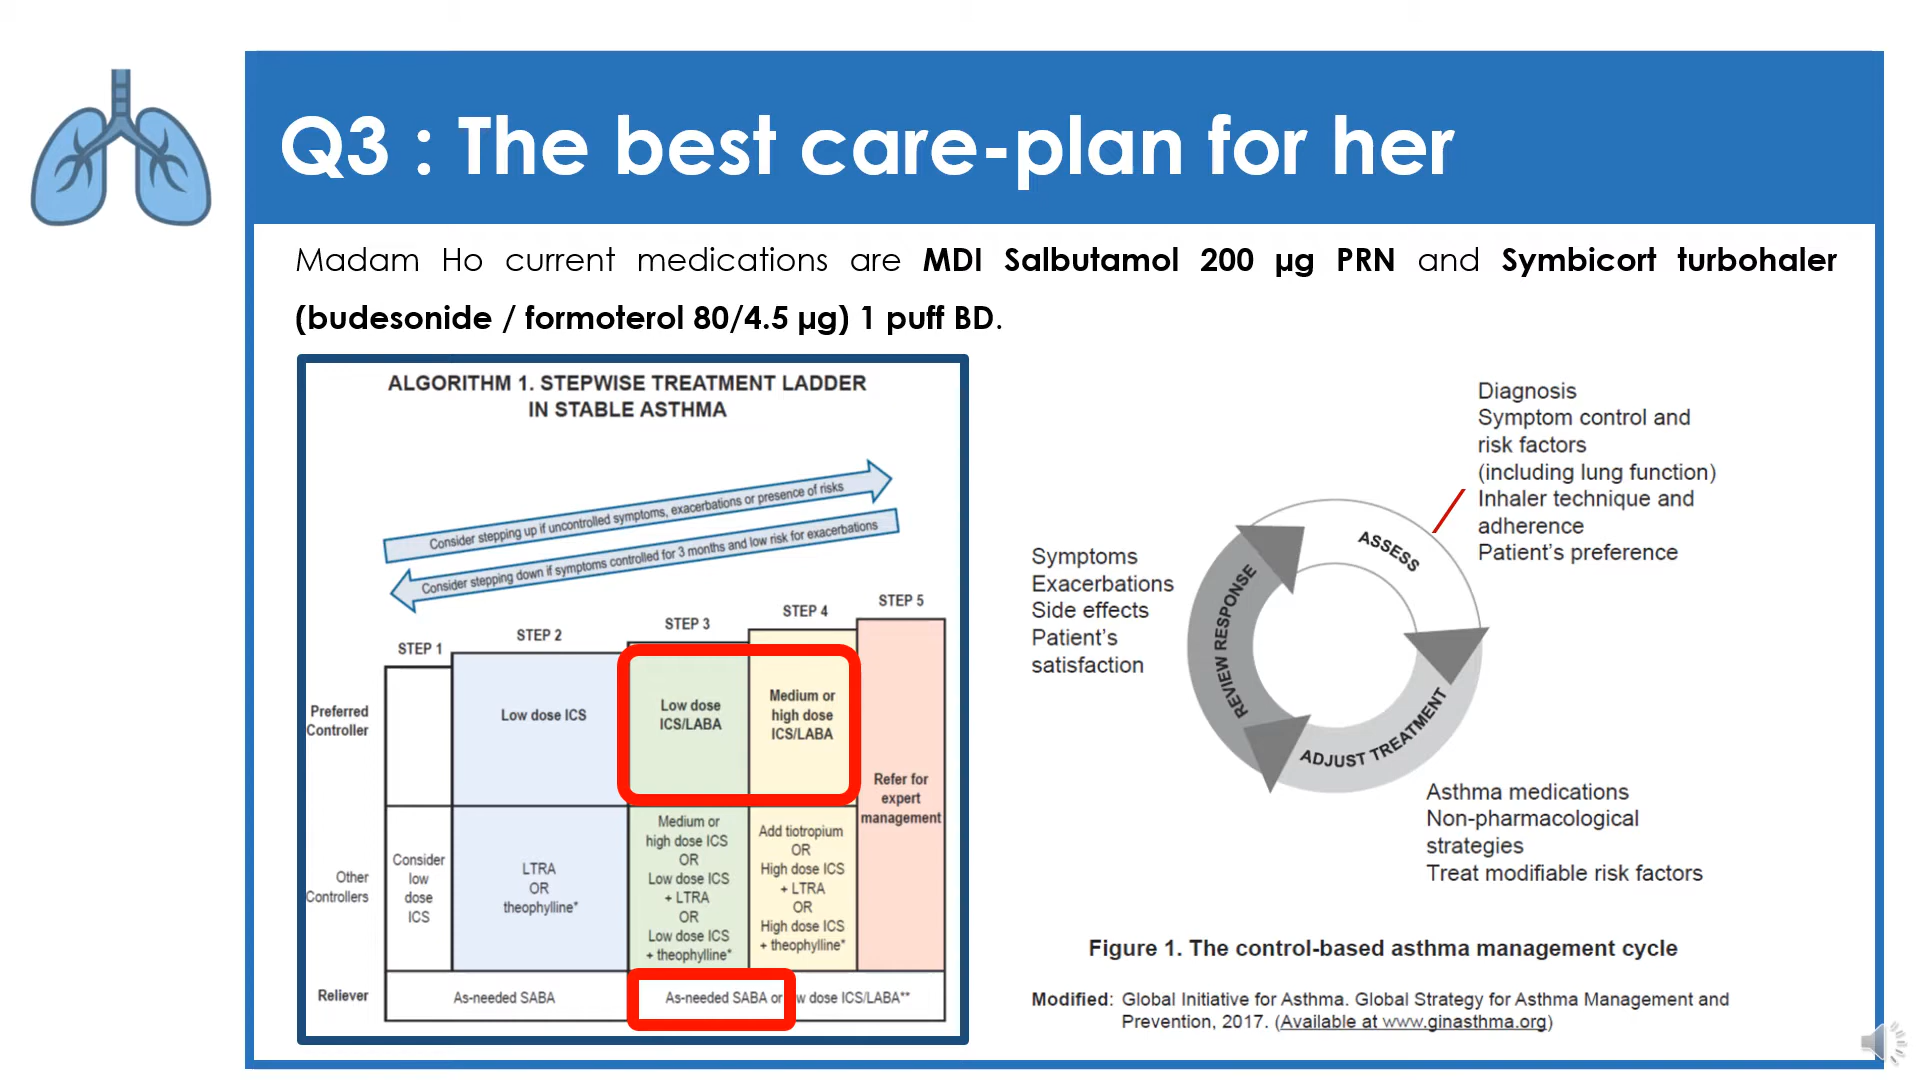 Q3 : The best care-plan for her
Madam Ho current medications are MDI Salbutamol 200 µg PRN and Symbicort turbohaler
(budesonide / formoterol 80/4.5 µg) 1 puff BD.
ALGORITHM 1. STEPWISE TREATMENT LADDER
IN STABLE ASTHMA
Consider stepping up if uncontrolled symptoms, exacerbations or presence of risks
Consider stepping down if symptoms controlled for 3 months and low risk for exacerbations
STEP 1
STEP 2
STEP 3
STEP 4
STEP 5
Preferred
Controller
Low dose ICS
Low dose
ICS/LABA
Medium or
high dose
ICS/LABA
Refer for
expert
management
Other
Controllers
Consider
low
dose
ICS
LTRA
OR
theophylline*
Medium or
high dose ICS
OR
Low dose ICS
+ LTRA
OR
Low dose ICS
+ theophylline*
Add tiotropium
OR
High dose ICS
+ LTRA
OR
High dose ICS
+ theophylline*
Reliever
As-needed SABA
As-needed SABA or w dose ICS/LABA**
Diagnosis
Symptom control and
risk factors
(including lung function)
Inhaler technique and
adherence
Patient's preference
Symptoms
Exacerbations
Side effects
Patient's
satisfaction
ASSESS
REVIEW RESPONSE
ADJUST TREATMENT
Asthma medications
Non-pharmacological
strategies
Treat modifiable risk factors
Figure 1. The control-based asthma management cycle
Modified: Global Initiative for Asthma. Global Strategy for Asthma Management and
Prevention, 2017. (Available at www.ginasthma.org)